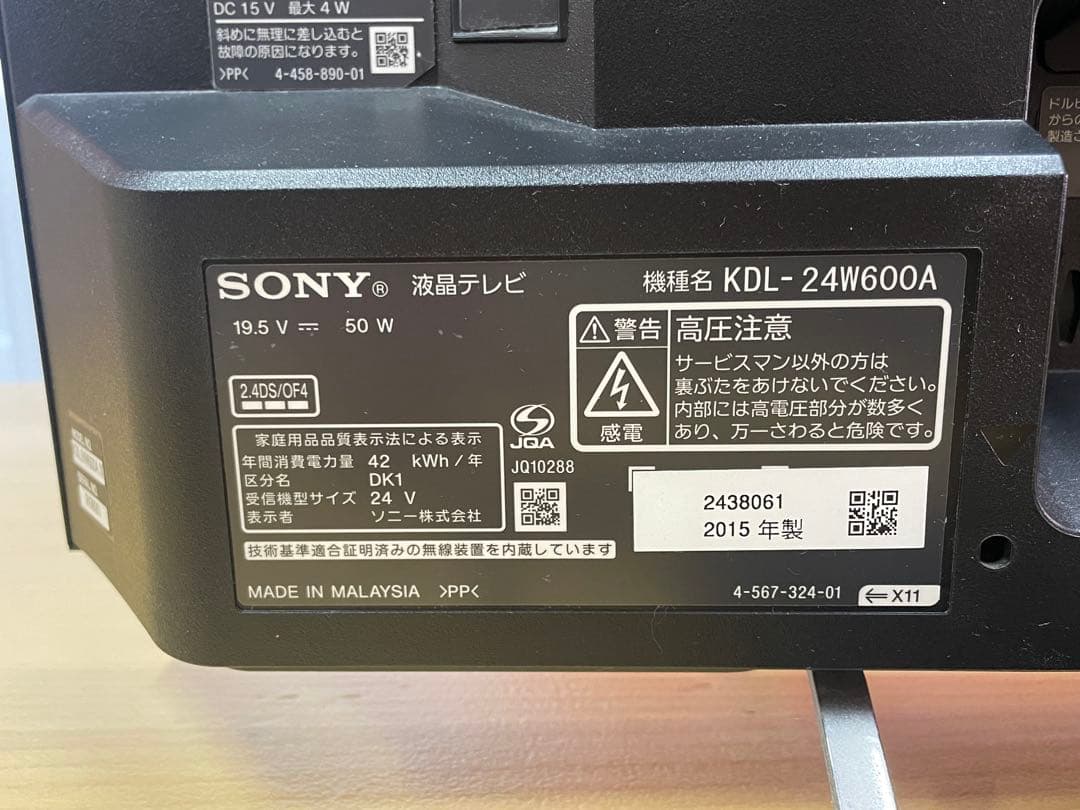 DC 15 V 最大 4 W
斜めに無理に差し込むと
故障の原因になります。
>PP< 4-458-890-01
ドルビ
からの
製造さ
SONY® 液晶テレビ 機種名 KDL-24W600A
19.5 V ⎓ 50 W
警告 高圧注意
サービスマン以外の方は
裏ぶたをあけないでください。
内部には高電圧部分が数多く
あり、万一さわると危険です。
感電
2.4DS/OF4
JQA
JQ10288
家庭用品品質表示法による表示
年間消費電力量 42 kWh/年
区分名 DK1
受信機型サイズ 24 V
表示者 ソニー株式会社
2438061
2015 年製
技術基準適合証明済みの無線装置を内蔵しています
MADE IN MALAYSIA >PP< 4-567-324-01 ⇐X11